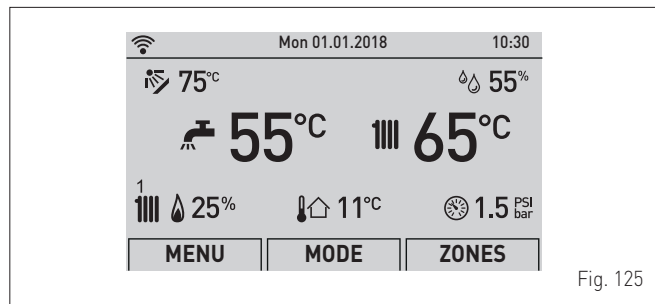 Mon 01.01.2018 10:30
75°C 55%
55°C 65°C
1
25% 11°C 1.5 PSI bar
MENU MODE ZONES
Fig. 125